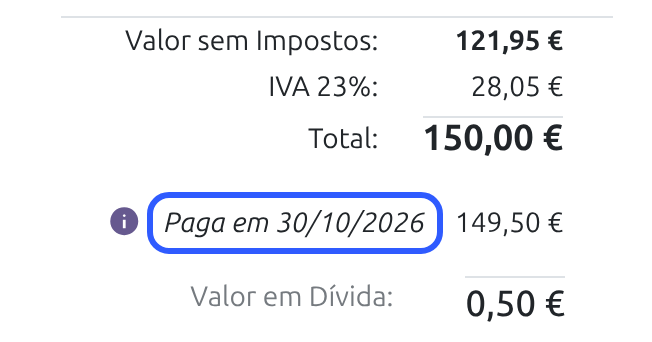 Valor sem Impostos: 121,95 €
IVA 23%: 28,05 €
Total: 150,00 €
i Paga em 30/10/2026 149,50 €
Valor em Dívida: 0,50 €